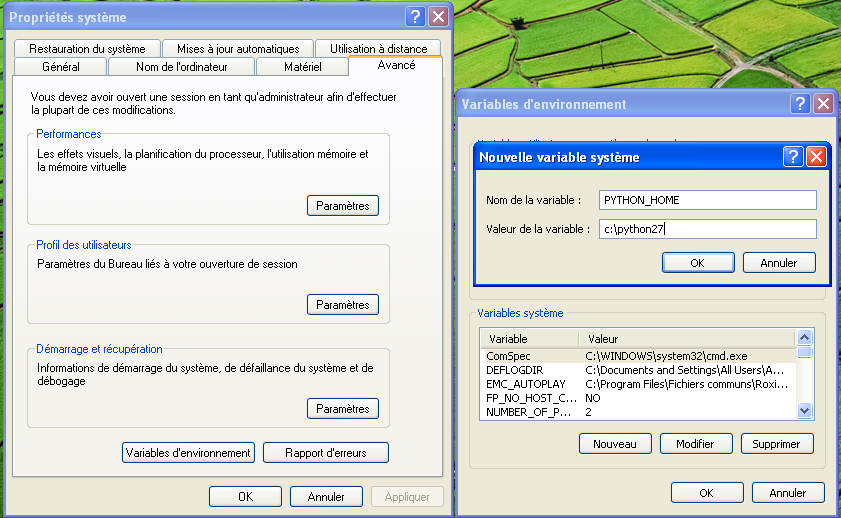 Propriétés système
Restauration du système
Mises à jour automatiques
Utilisation à distance
Général
Nom de l'ordinateur
Matériel
Avancé
Vous devez avoir ouvert une session en tant qu'administrateur afin d'effectuer
la plupart de ces modifications.
Performances
Les effets visuels, la planification du processeur, l'utilisation mémoire et
la mémoire virtuelle
Paramètres
Profil des utilisateurs
Paramètres du Bureau liés à votre ouverture de session
Paramètres
Démarrage et récupération
Informations de démarrage du système, de défaillance du système et de
débogage
Paramètres
Variables d'environnement
Rapport d'erreurs
OK
Annuler
Appliquer
Variables d'environnement
Nouvelle variable système
Nom de la variable :
PYTHON_HOME
Valeur de la variable :
c:\python27
OK
Annuler
Variables système
Variable
Valeur
ComSpec
C:\WINDOWS\system32\cmd.exe
DEFLOGDIR
C:\Documents and Settings\All Users\A...
EMC_AUTOPLAY
C:\Program Files\Fichiers communs\Roxi...
FP_NO_HOST_C...
NO
NUMBER_OF_P...
2
Nouveau
Modifier
Supprimer
OK
Annuler